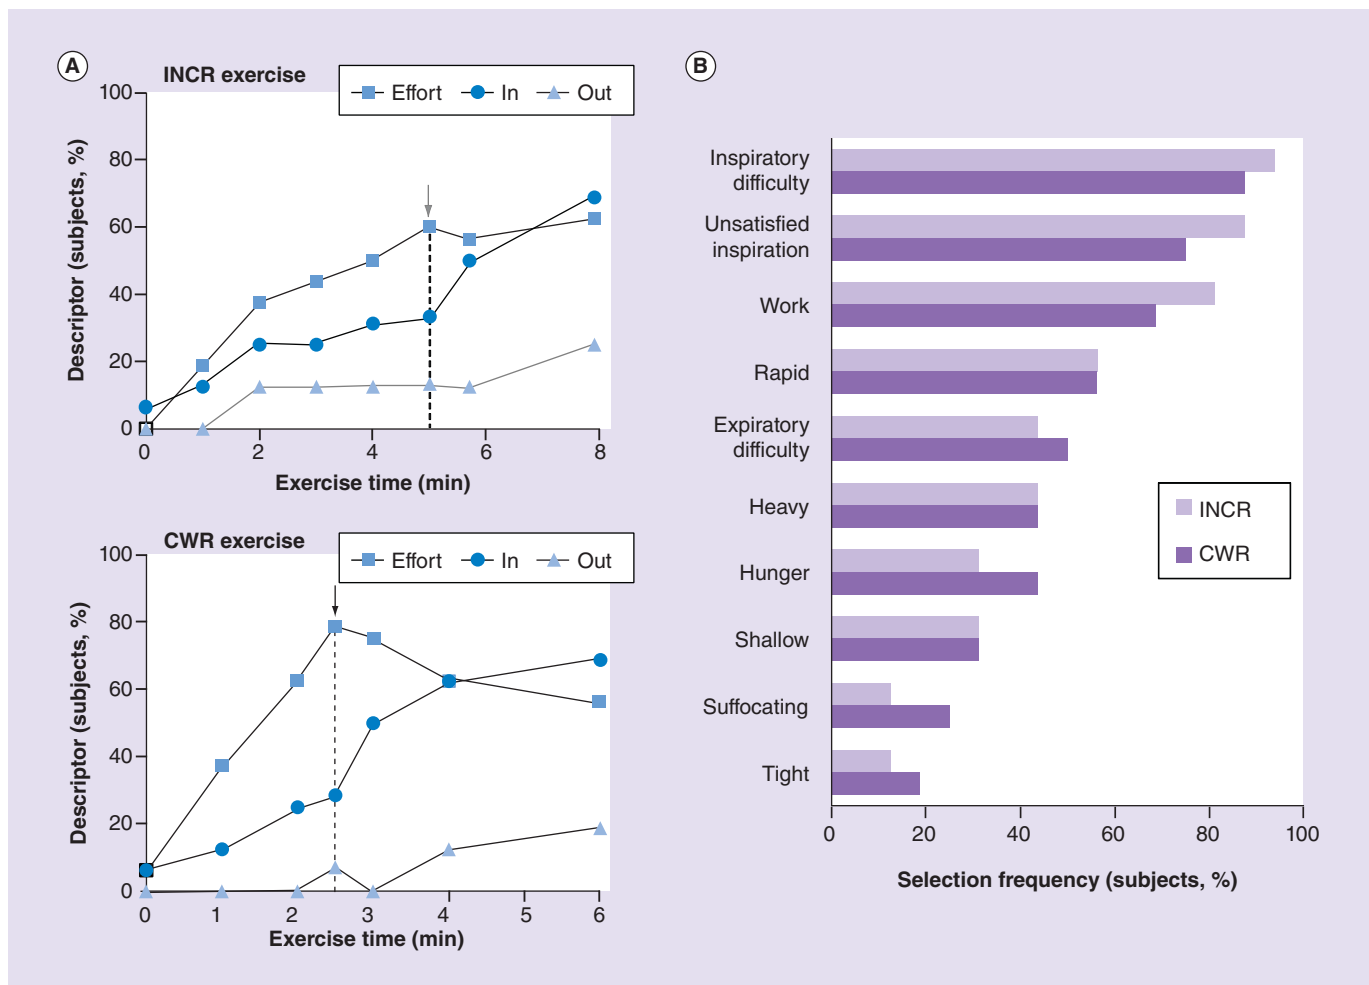 A
INCR exercise
Effort In Out
Descriptor (subjects, %)
100
80
60
40
20
0
0 2 4 6 8
Exercise time (min)
CWR exercise
Effort In Out
Descriptor (subjects, %)
100
80
60
40
20
0
0 1 2 3 4 5 6
Exercise time (min)
B
Inspiratory
difficulty
Unsatisfied
inspiration
Work
Rapid
Expiratory
difficulty
Heavy
Hunger
Shallow
Suffocating
Tight
INCR
CWR
0 20 40 60 80 100
Selection frequency (subjects, %)